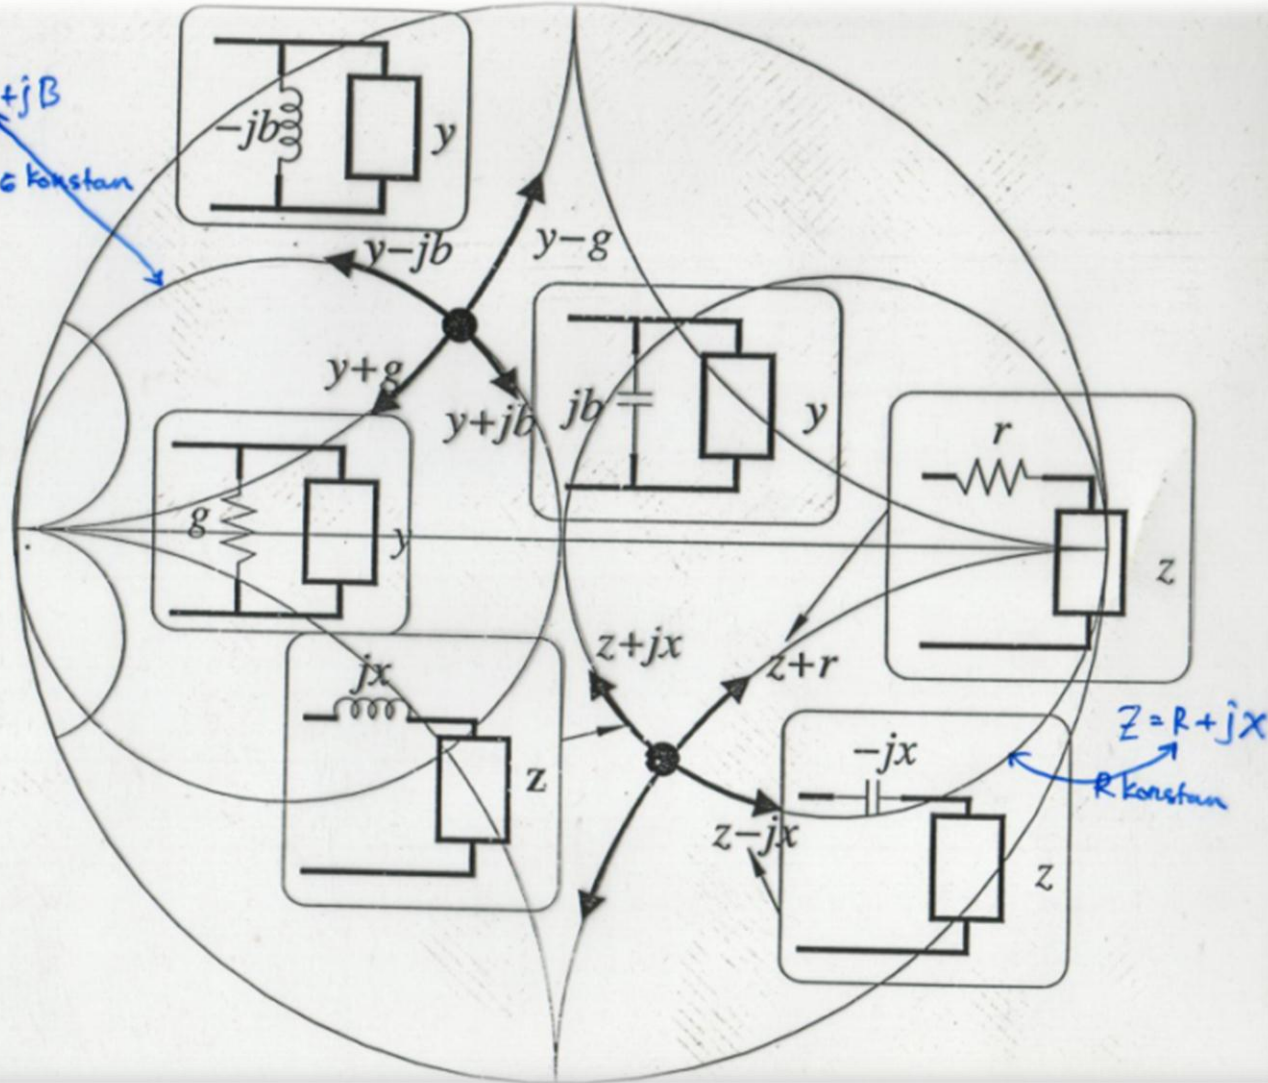 +jB
G konstan
-jb
y
y-jb
y-g
y+g
y+jb
jb
y
r
z
g
y
z+jx
z+r
jx
z
-jx
z-jx
z
Z = R + jX
R konstan